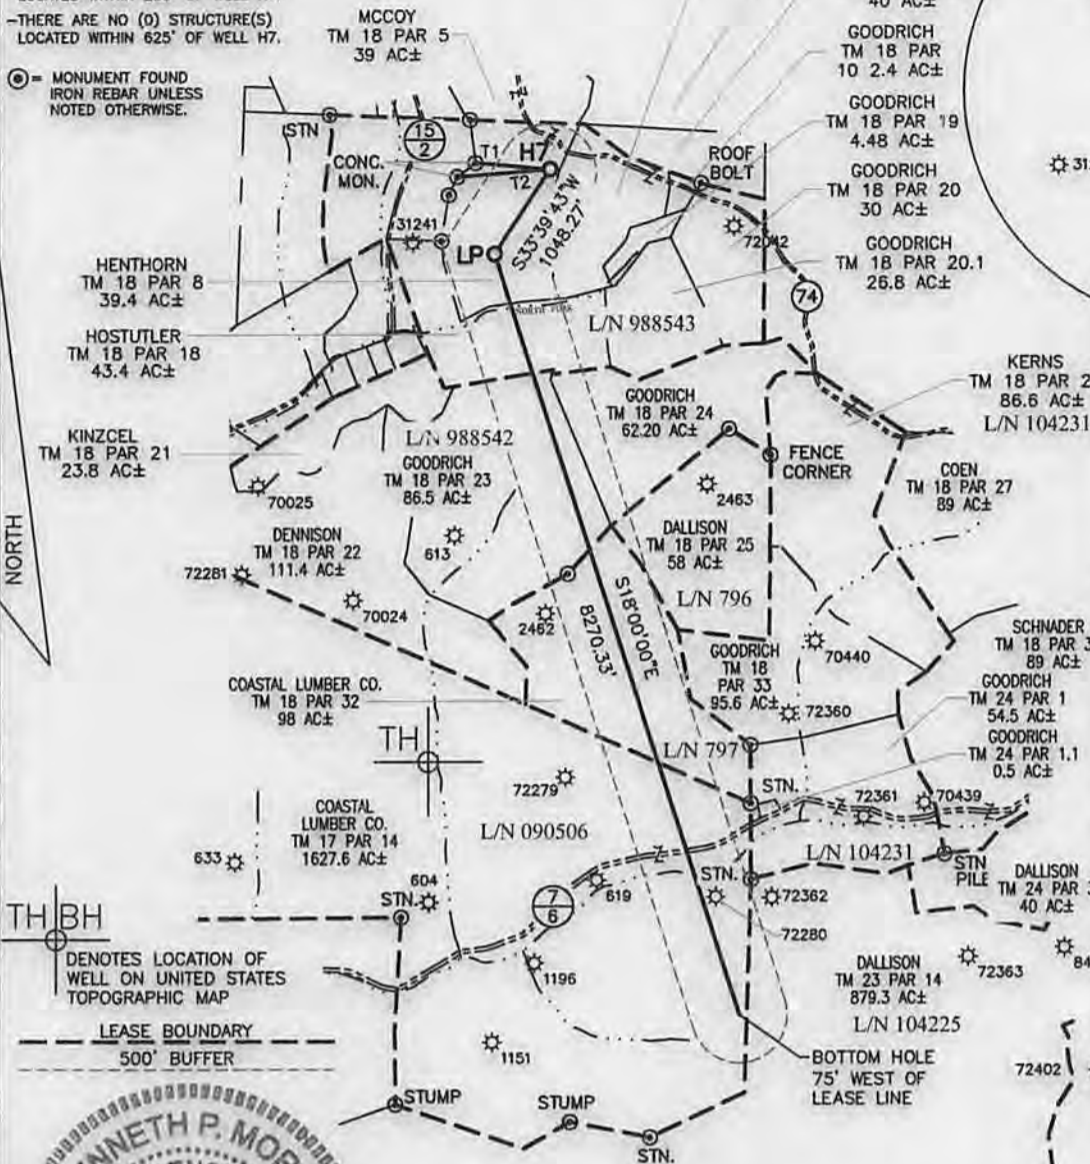 -THERE ARE NO (0) STRUCTURE(S)
LOCATED WITHIN 625' OF WELL H7.
= MONUMENT FOUND
IRON REBAR UNLESS
NOTED OTHERWISE.
MCCOY
TM 18 PAR 5
39 AC±
40 AC±
GOODRICH
TM 18 PAR
10 2.4 AC±
GOODRICH
TM 18 PAR 19
4.48 AC±
GOODRICH
TM 18 PAR 20
30 AC±
GOODRICH
TM 18 PAR 20.1
26.8 AC±
STN
15
2
CONC.
MON.
T1
T2
H7
ROOF
BOLT
31241
LP
S33°39'43"W
1048.27'
72042
74
HENTHORN
TM 18 PAR 8
39.4 AC±
HOSTUTLER
TM 18 PAR 18
43.4 AC±
KINZCEL
TM 18 PAR 21
23.8 AC±
NORTH FORK
L/N 988543
KERNS
TM 18 PAR 2
86.6 AC±
L/N 104231
GOODRICH
TM 18 PAR 24
62.20 AC±
FENCE
CORNER
COEN
TM 18 PAR 27
89 AC±
L/N 988542
GOODRICH
TM 18 PAR 23
86.5 AC±
70025
613
2463
DENNISON
TM 18 PAR 22
111.4 AC±
DALLISON
TM 18 PAR 25
58 AC±
NORTH
72281
70024
2462
L/N 796
S18°00'00"E
8270.33'
70440
SCHNADER
TM 18 PAR 3
89 AC±
GOODRICH
TM 18
PAR 33
95.6 AC±
72360
GOODRICH
TM 24 PAR 1
54.5 AC±
GOODRICH
TM 24 PAR 1.1
0.5 AC±
COASTAL LUMBER CO.
TM 18 PAR 32
98 AC±
TH
L/N 797
STN.
72279
72361
70439
COASTAL
LUMBER CO.
TM 17 PAR 14
1627.6 AC±
L/N 090506
L/N 104231
STN
PILE
633
604
STN.
619
STN.
72362
72280
DALLISON
TM 24 PAR
40 AC±
7
6
TH BH
DENOTES LOCATION OF
WELL ON UNITED STATES
TOPOGRAPHIC MAP
1196
DALLISON
TM 23 PAR 14
879.3 AC±
72363
84
L/N 104225
LEASE BOUNDARY
500' BUFFER
1151
BOTTOM HOLE
75' WEST OF
LEASE LINE
72402
STUMP
STUMP
STN.
NNETH P. MO